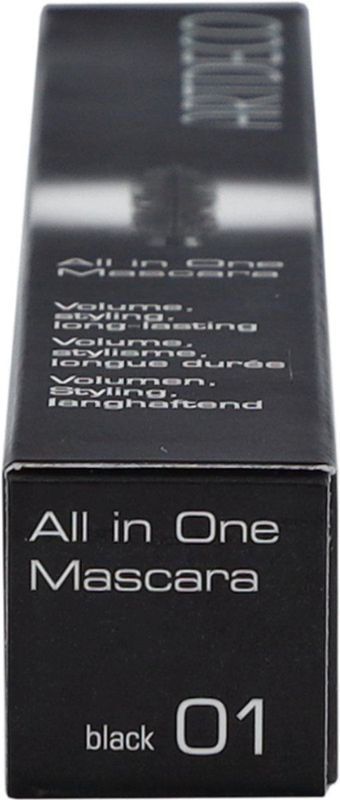 ARTDECO
All in One
Mascara
Volume,
styling,
long-lasting
Volume,
stylisme,
longue durée
Volumen,
Styling,
langhaftend
All in One
Mascara
black 01